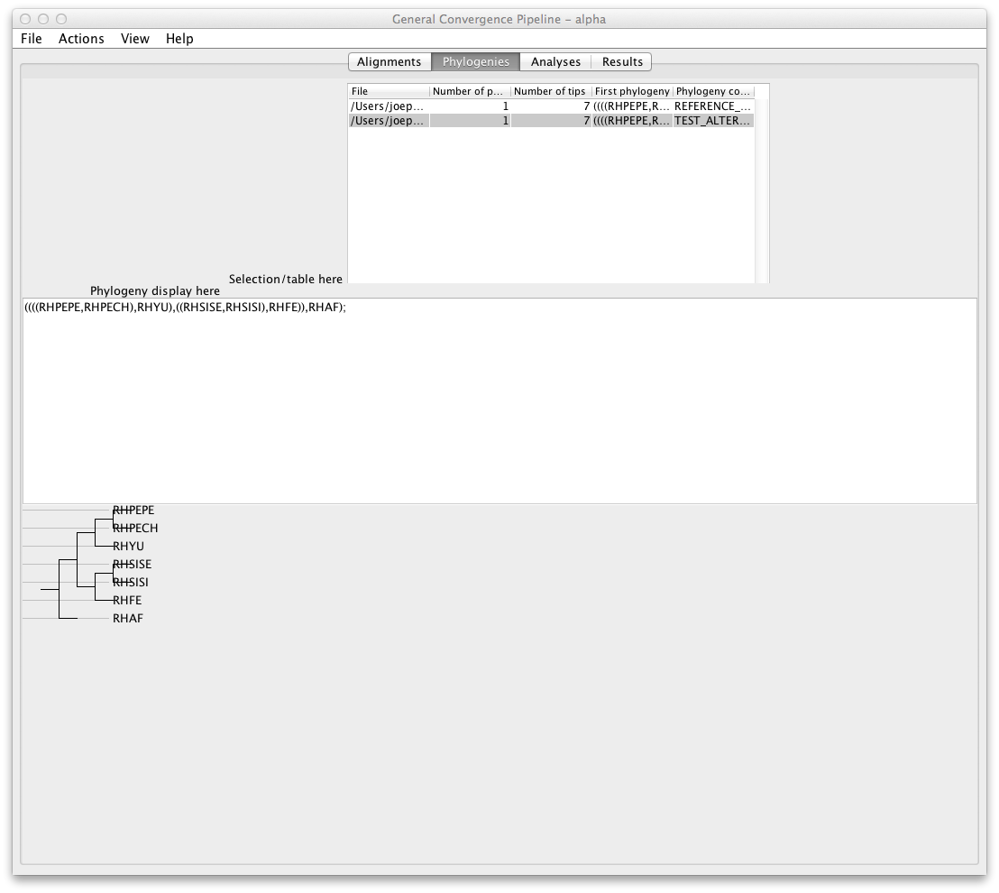 General Convergence Pipeline – alpha
File Actions View Help
Alignments Phylogenies Analyses Results
File Number of p... Number of tips First phylogeny Phylogeny co...
/Users/joep... 1 7 ((((RHPEPE,R... REFERENCE_...
/Users/joep... 1 7 ((((RHPEPE,R... TEST_ALTER...
Selection/table here
Phylogeny display here
((((RHPEPE,RHPECH),RHYU),((RHSISE,RHSISI),RHFE)),RHAF);
RHPEPE
RHPECH
RHYU
RHSISE
RHSISI
RHFE
RHAF